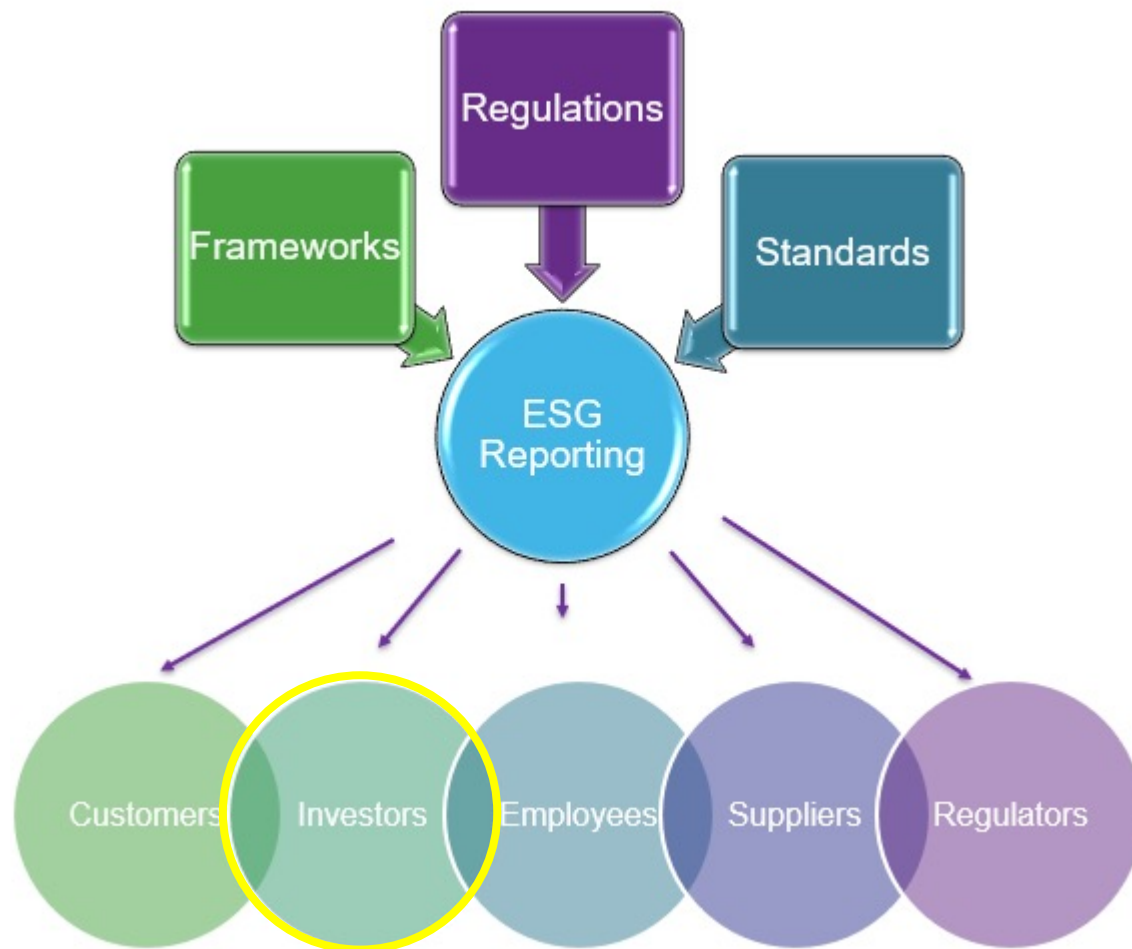 Regulations
Frameworks
Standards
ESG
Reporting
Customers
Investors
Employees
Suppliers
Regulators